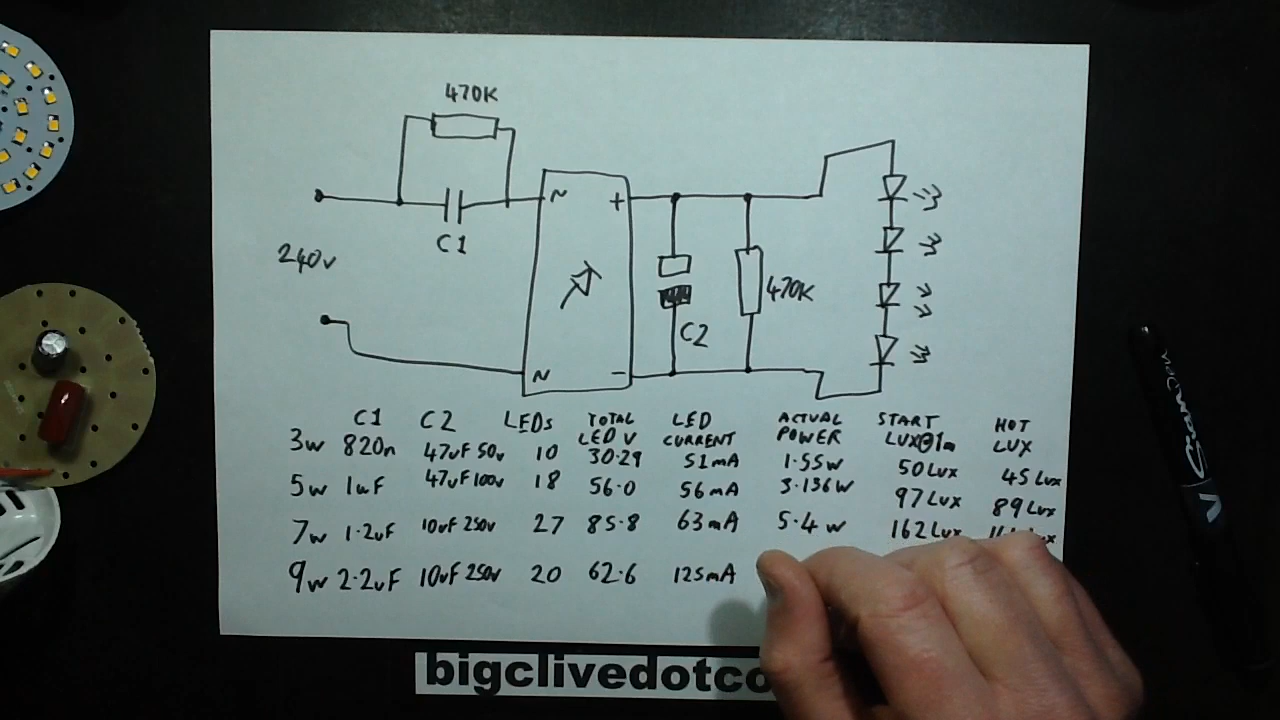 470K
C1
240v
~ +
~ −
C2
470K
C1 C2 LEDs TOTAL LED V LED CURRENT ACTUAL POWER START LUX@1m HOT LUX
3w 820n 47uF 50v 10 30.29 51mA 1.55w 50Lux 45Lux
5w 1uF 47uF 100v 18 56.0 56mA 3.136w 97Lux 89Lux
7w 1.2uF 10uF 250v 27 85.8 63mA 5.4w 162Lux
9w 2.2uF 10uF 250v 20 62.6 125mA
bigclivedotco